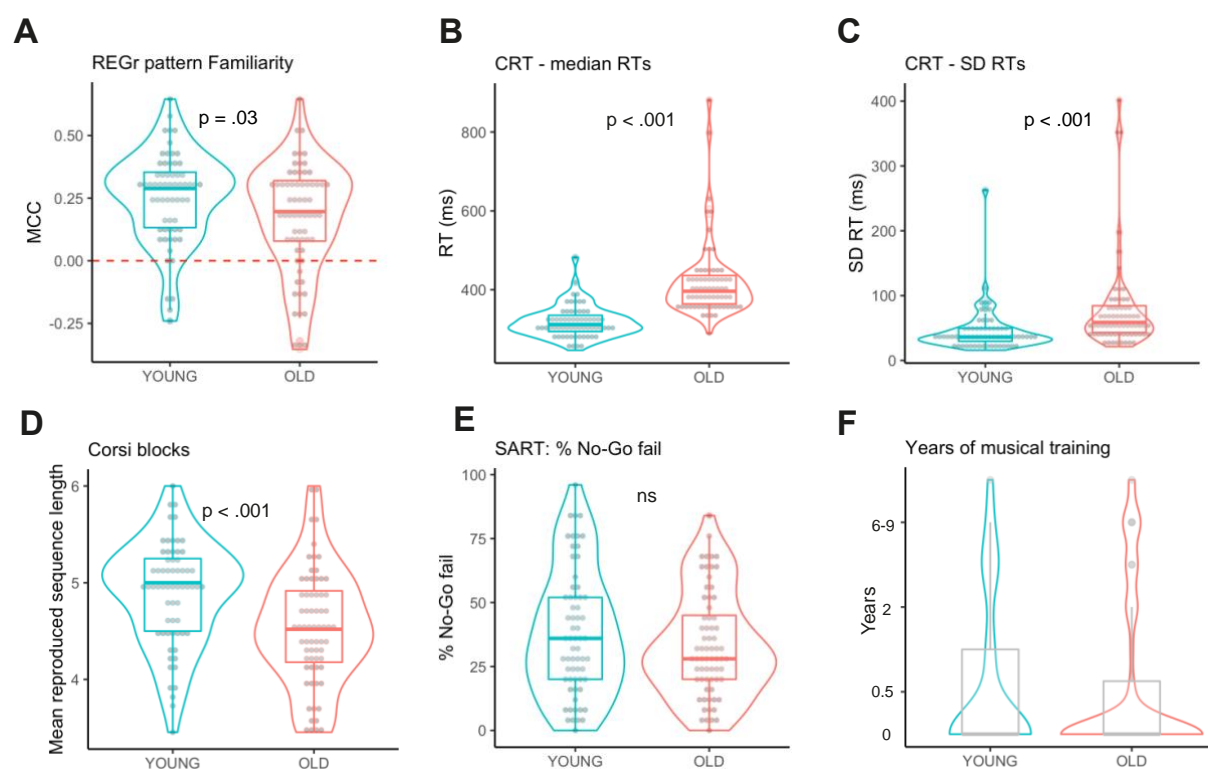 A
REGr pattern Familiarity
p = .03
MCC
0.50
0.25
0.00
-0.25
YOUNG
OLD
B
CRT - median RTs
p < .001
RT (ms)
800
600
400
YOUNG
OLD
C
CRT - SD RTs
p < .001
SD RT (ms)
400
300
200
100
0
YOUNG
OLD
D
Corsi blocks
p < .001
Mean reproduced sequence length
6
5
4
YOUNG
OLD
E
SART: % No-Go fail
ns
% No-Go fail
100
75
50
25
0
YOUNG
OLD
F
Years of musical training
Years
6-9
2
0.5
0
YOUNG
OLD